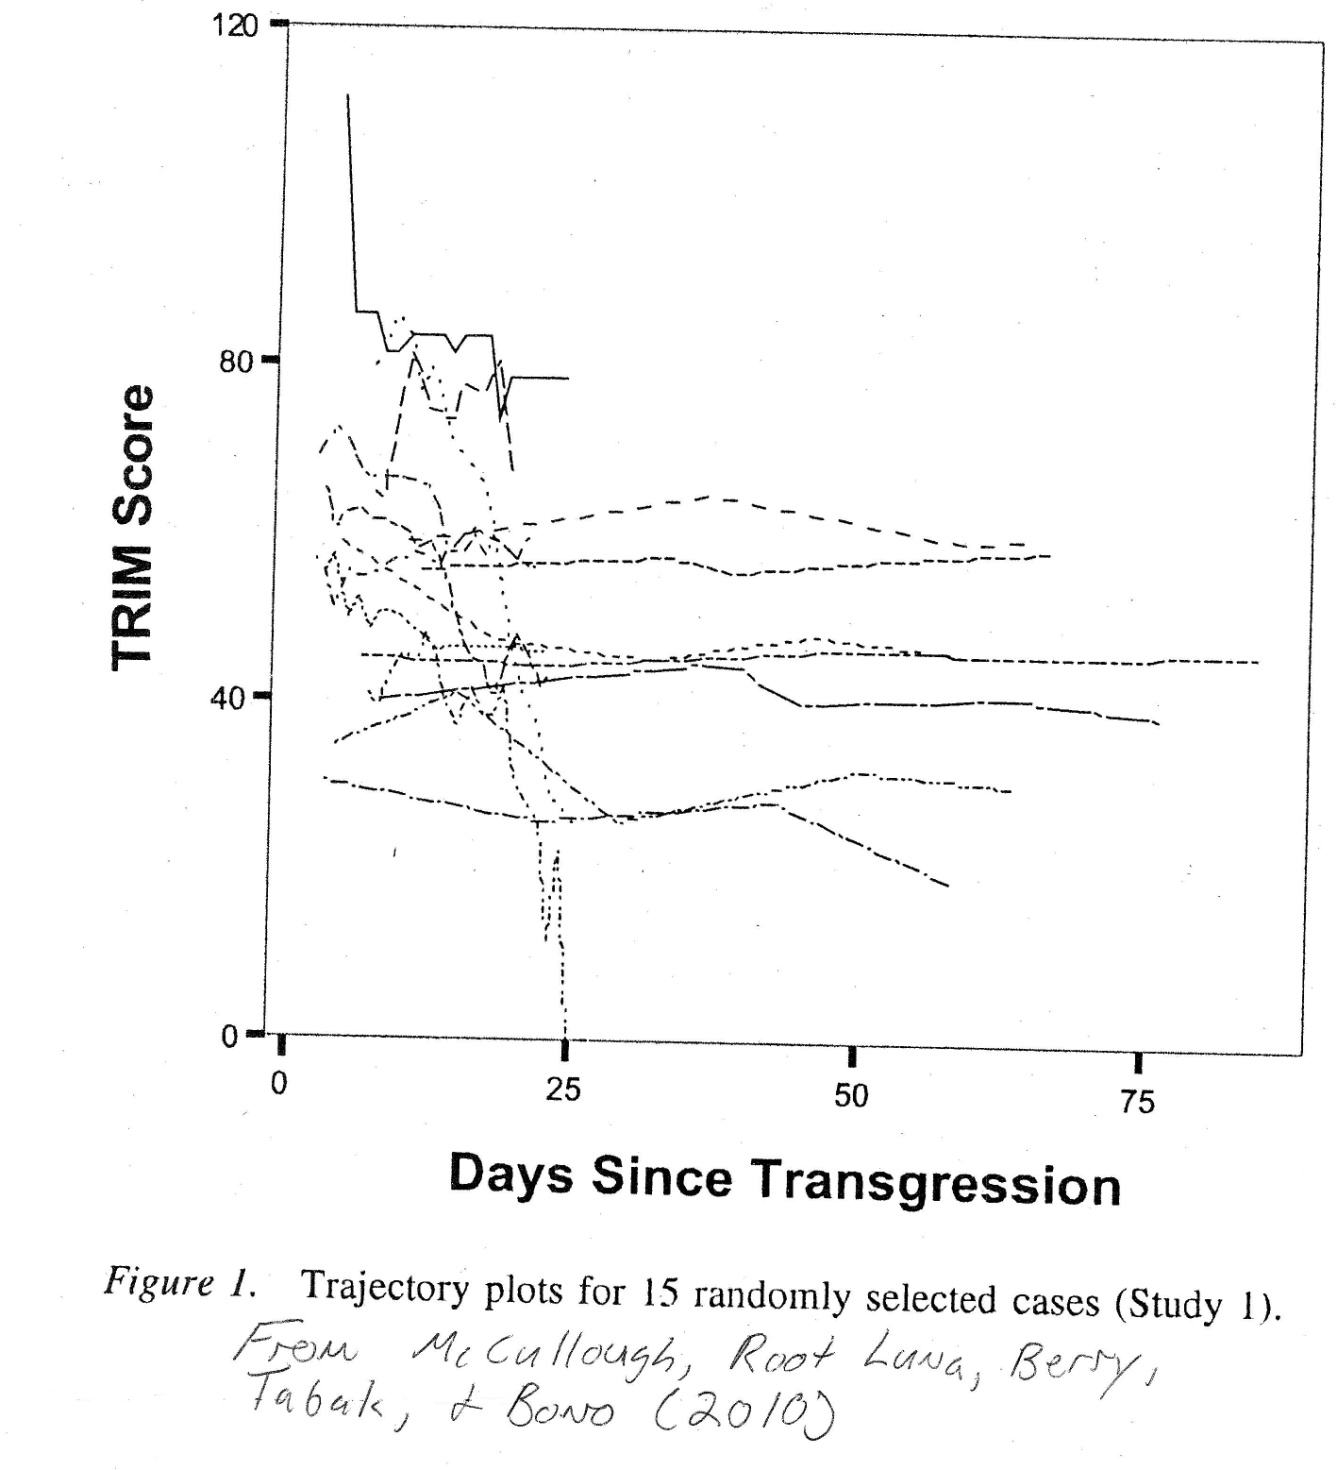 120
80
40
0
TRIM Score
0 25 50 75
Days Since Transgression
Figure 1. Trajectory plots for 15 randomly selected cases (Study 1).
From McCullough, Root Luna, Berry,
Tabak, & Bono (2010)